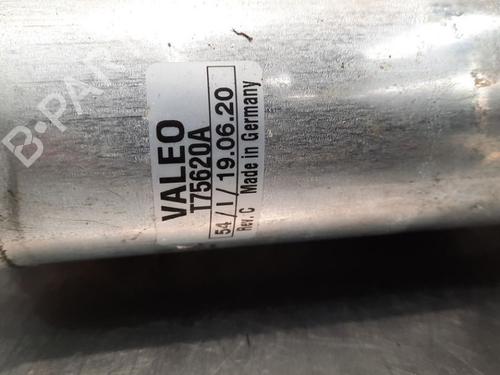 VALEO
T75620A
54 / I / 19.06.20
Rev. C Made in Germany
B-PARTS